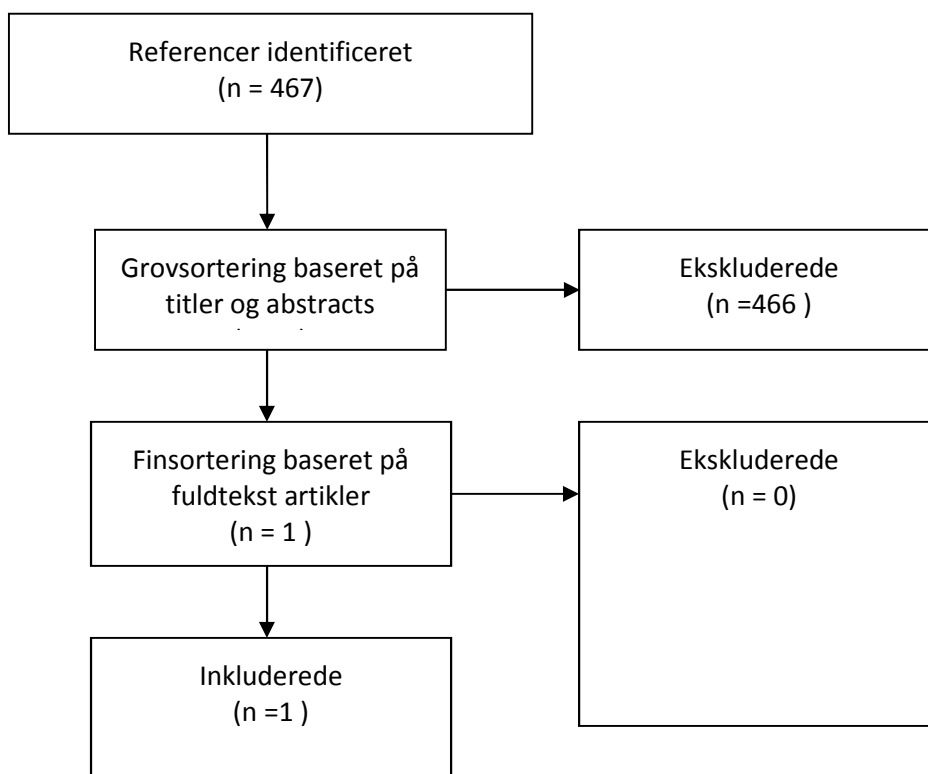 Referencer identificeret
(n = 467)
Grovsortering baseret på
titler og abstracts
Ekskluderede
(n =466 )
Finsortering baseret på
fuldtekst artikler
(n = 1 )
Ekskluderede
(n = 0)
Inkluderede
(n =1 )